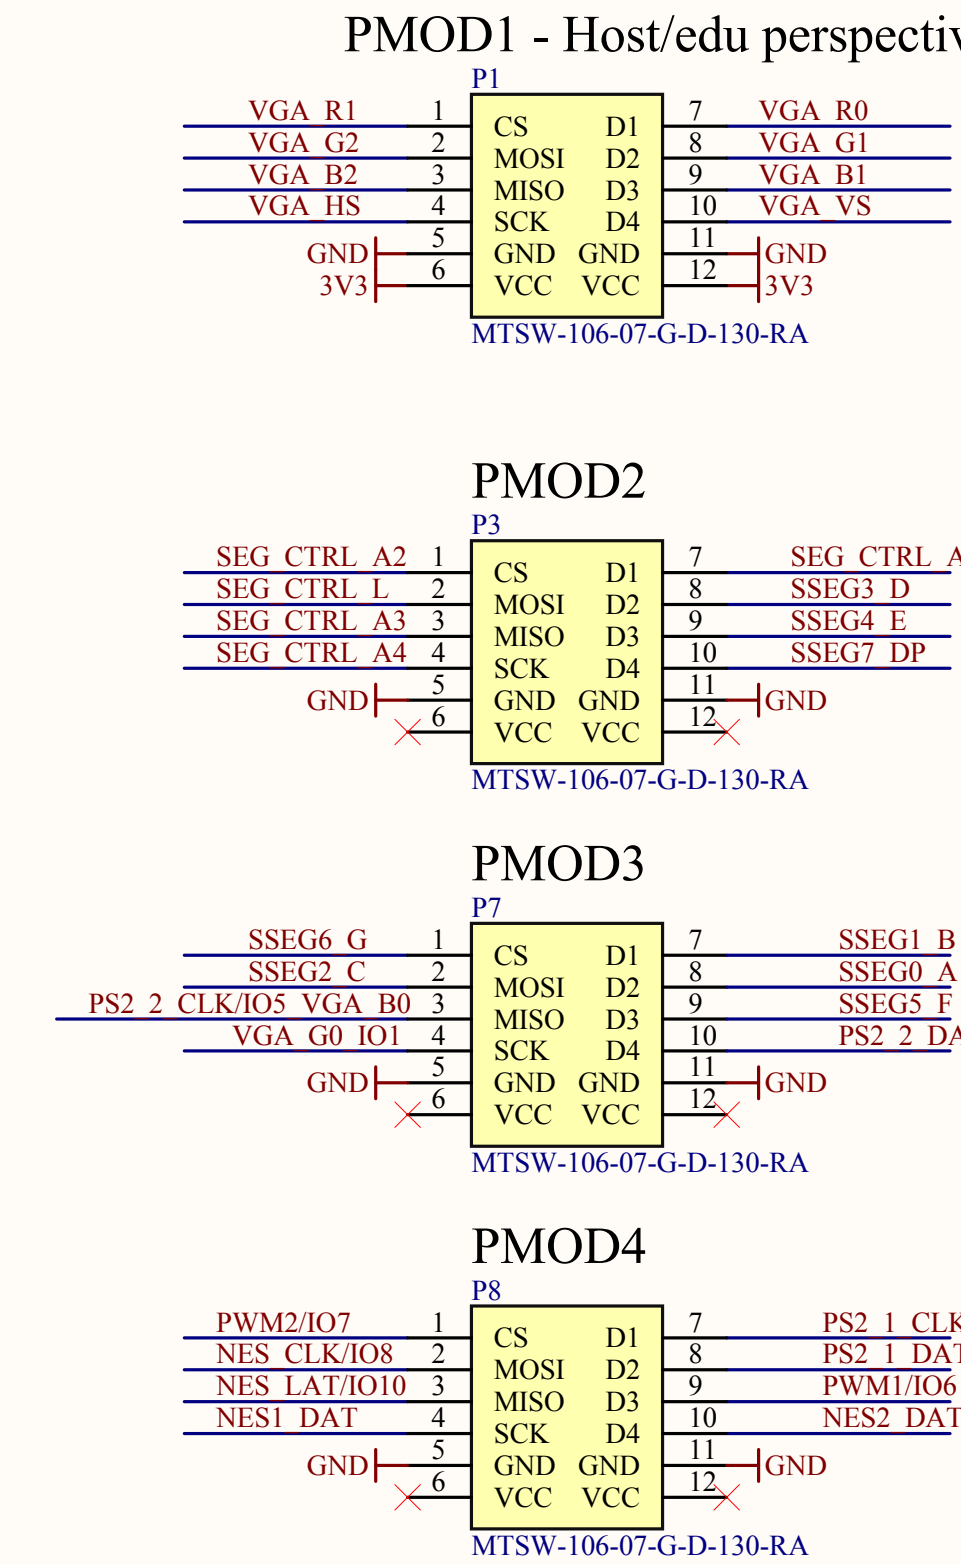 PMOD1 - Host/edu perspectiv
P1
VGA_R1 1 CS D1 7 VGA_R0
VGA_G2 2 MOSI D2 8 VGA_G1
VGA_B2 3 MISO D3 9 VGA_B1
VGA_HS 4 SCK D4 10 VGA_VS
GND 5 GND GND 11 GND
3V3 6 VCC VCC 12 3V3
MTSW-106-07-G-D-130-RA
PMOD2
P3
SEG_CTRL_A2 1 CS D1 7 SEG_CTRL_A
SEG_CTRL_L 2 MOSI D2 8 SSEG3_D
SEG_CTRL_A3 3 MISO D3 9 SSEG4_E
SEG_CTRL_A4 4 SCK D4 10 SSEG7_DP
GND 5 GND GND 11 GND
6 VCC VCC 12
MTSW-106-07-G-D-130-RA
PMOD3
P7
SSEG6_G 1 CS D1 7 SSEG1_B
SSEG2_C 2 MOSI D2 8 SSEG0_A
PS2_2_CLK/IO5_VGA_B0 3 MISO D3 9 SSEG5_F
VGA_G0_IO1 4 SCK D4 10 PS2_2_DA
GND 5 GND GND 11 GND
6 VCC VCC 12
MTSW-106-07-G-D-130-RA
PMOD4
P8
PWM2/IO7 1 CS D1 7 PS2_1_CLK
NES_CLK/IO8 2 MOSI D2 8 PS2_1_DAT
NES_LAT/IO10 3 MISO D3 9 PWM1/IO6
NES1_DAT 4 SCK D4 10 NES2_DAT
GND 5 GND GND 11 GND
6 VCC VCC 12
MTSW-106-07-G-D-130-RA